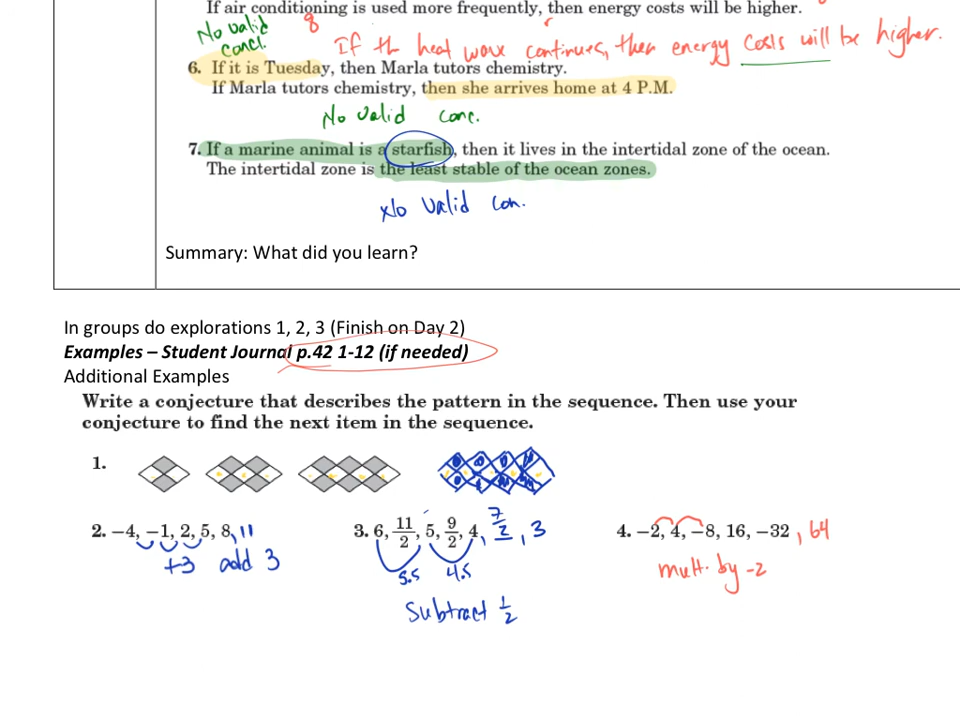 If air conditioning is used more frequently, then energy costs will be higher.
No valid
concl.
If th heat wave continues, then energy costs will be higher.
6. If it is Tuesday, then Marla tutors chemistry.
If Marla tutors chemistry, then she arrives home at 4 P.M.
No valid conc.
7. If a marine animal is a starfish, then it lives in the intertidal zone of the ocean.
The intertidal zone is the least stable of the ocean zones.
No valid con.
Summary: What did you learn?
In groups do explorations 1, 2, 3 (Finish on Day 2)
Examples – Student Journal p.42 1-12 (if needed)
Additional Examples
Write a conjecture that describes the pattern in the sequence. Then use your
conjecture to find the next item in the sequence.
1.
2. −4, −1, 2, 5, 8, 11
+3 add 3
3. 6, 11/2, 5, 9/2, 4, 7/2, 3
5.5 4.5
Subtract 1/2
4. −2, 4, −8, 16, −32, 64
mult. by -2